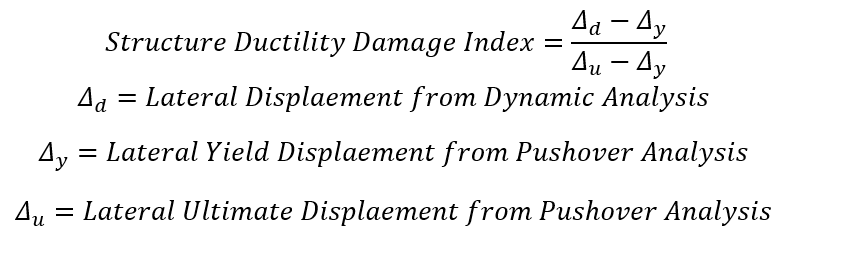 Structure Ductility Damage Index = (Δd − Δy) / (Δu − Δy)
Δd = Lateral Displaement from Dynamic Analysis
Δy = Lateral Yield Displaement from Pushover Analysis
Δu = Lateral Ultimate Displaement from Pushover Analysis